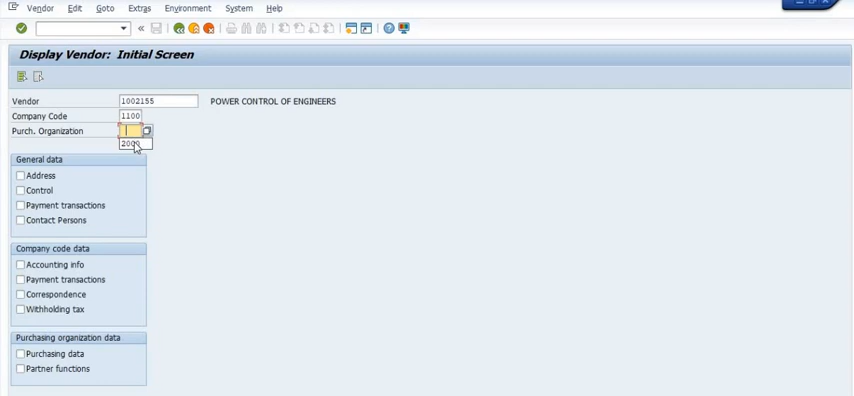 Vendor Edit Goto Extras Environment System Help
Display Vendor: Initial Screen
Vendor 1002155 POWER CONTROL OF ENGINEERS
Company Code 1100
Purch. Organization
2000
General data
Address
Control
Payment transactions
Contact Persons
Company code data
Accounting info
Payment transactions
Correspondence
Withholding tax
Purchasing organization data
Purchasing data
Partner functions